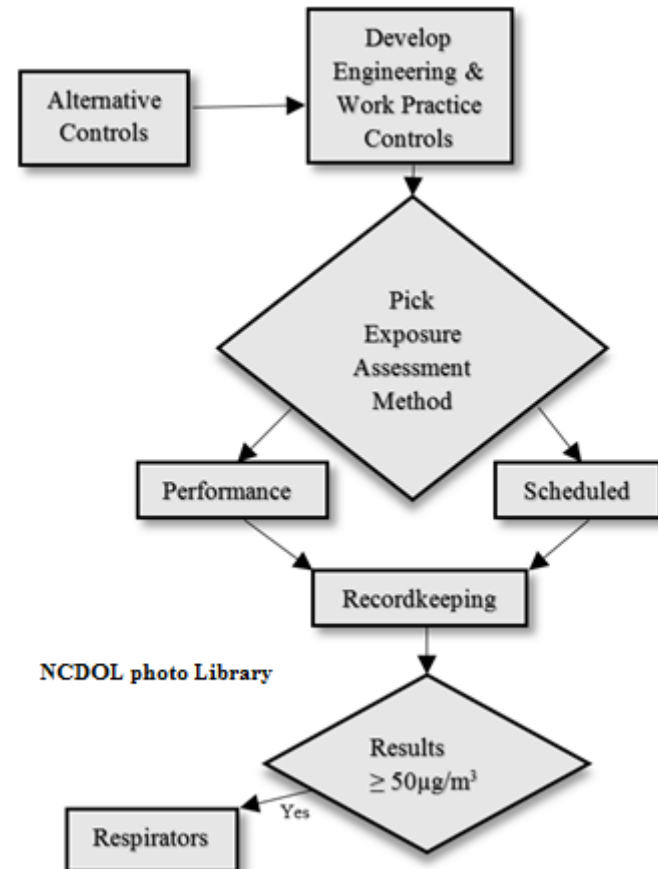 Develop
Engineering &
Work Practice
Controls
Alternative
Controls
Pick
Exposure
Assessment
Method
Performance
Scheduled
Recordkeeping
NCDOL photo Library
Results
≥ 50µg/m³
Yes
Respirators